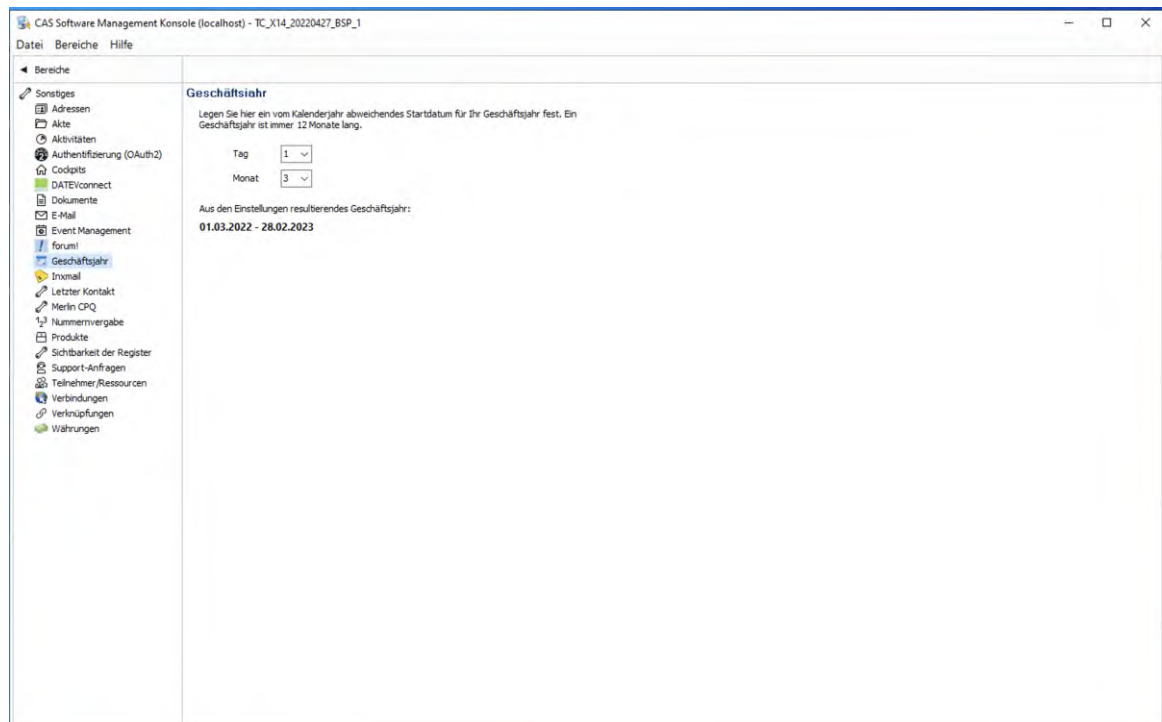 CAS Software Management Konsole (localhost) - TC_X14_20220427_BSP_1
Datei Bereiche Hilfe
Bereiche
Sonstiges
Adressen
Akte
Aktivitäten
Authentifizierung (OAuth2)
Cockpits
DATEVconnect
Dokumente
E-Mail
Event Management
forum!
Geschäftsjahr
Inxmail
Letzter Kontakt
Merlin CPQ
Nummernvergabe
Produkte
Sichtbarkeit der Register
Support-Anfragen
Teilnehmer/Ressourcen
Verbindungen
Verknüpfungen
Währungen
Geschäftsjahr
Legen Sie hier ein vom Kalenderjahr abweichendes Startdatum für Ihr Geschäftsjahr fest. Ein
Geschäftsjahr ist immer 12 Monate lang.
Tag 1
Monat 3
Aus den Einstellungen resultierendes Geschäftsjahr:
01.03.2022 - 28.02.2023